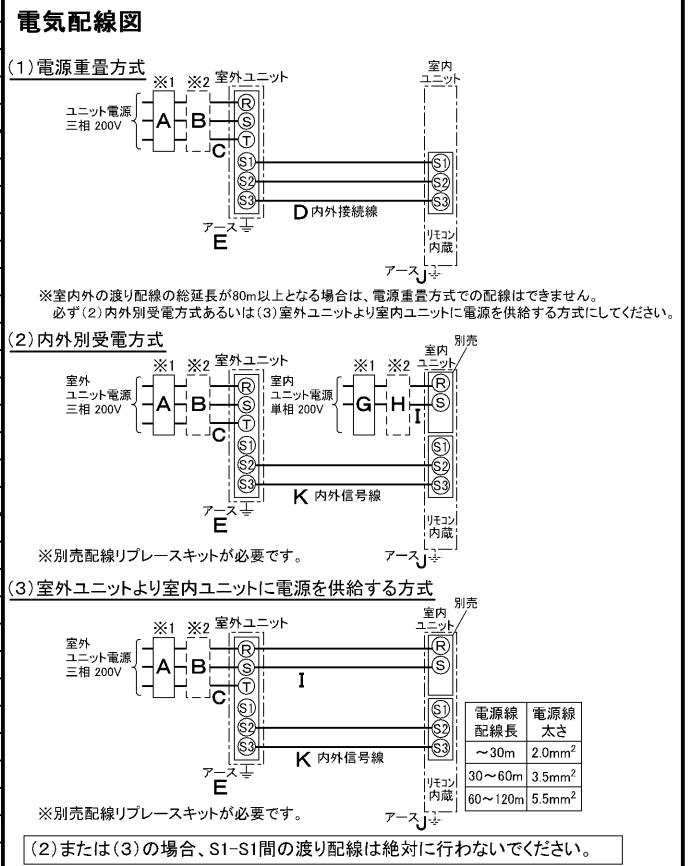 電気配線図
(1)電源重畳方式
※1 ※2 室外ユニット
室内
ユニット
ユニット電源
三相 200V
A B
C
R
S
T
S1
S2
S3
S1
S2
S3
D 内外接続線
アース
E
リモコン
内蔵
アース J
※室内外の渡り配線の総延長が80m以上となる場合は、電源重畳方式での配線はできません。
必ず(2)内外別受電方式あるいは(3)室外ユニットより室内ユニットに電源を供給する方式にしてください。
(2)内外別受電方式
※1 ※2 室外ユニット
※1 ※2
室内
ユニット
別売
室外
ユニット電源
三相 200V
A B
C
R
S
T
S1
S2
S3
室内
ユニット電源
単相 200V
G H
I
R
S
S1
S2
S3
K 内外信号線
アース
E
リモコン
内蔵
アース J
※別売配線リプレースキットが必要です。
(3)室外ユニットより室内ユニットに電源を供給する方式
※1 ※2 室外ユニット
室内
ユニット
別売
室外
ユニット電源
三相 200V
A B
C
R
S
T
S1
S2
S3
I
R
S
S1
S2
S3
K 内外信号線
アース
E
リモコン
内蔵
アース J
電源線 電源線
配線長 太さ
～30m 2.0mm²
30～60m 3.5mm²
60～120m 5.5mm²
※別売配線リプレースキットが必要です。
(2)または(3)の場合、S1-S1間の渡り配線は絶対に行わないでください。